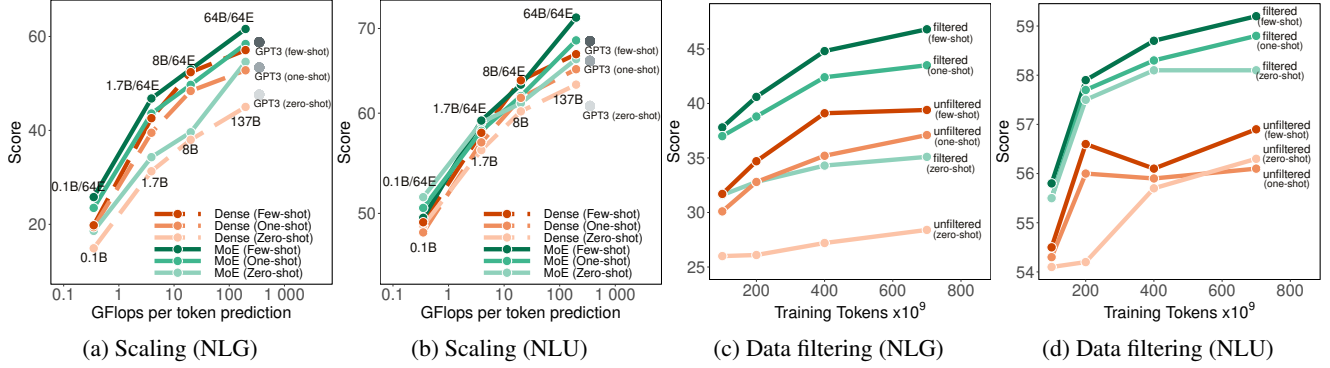 Score
60
40
20
0.1
1
10
100
1 000
GFlops per token prediction
64B/64E
8B/64E
1.7B/64E
0.1B/64E
GPT3 (few-shot)
GPT3 (one-shot)
GPT3 (zero-shot)
137B
8B
1.7B
0.1B
Dense (Few-shot)
Dense (One-shot)
Dense (Zero-shot)
MoE (Few-shot)
MoE (One-shot)
MoE (Zero-shot)
(a) Scaling (NLG)
Score
70
60
50
0.1
1
10
100
1 000
GFlops per token prediction
64B/64E
8B/64E
1.7B/64E
0.1B/64E
GPT3 (few-shot)
GPT3 (one-shot)
GPT3 (zero-shot)
137B
8B
1.7B
0.1B
Dense (Few-shot)
Dense (One-shot)
Dense (Zero-shot)
MoE (Few-shot)
MoE (One-shot)
MoE (Zero-shot)
(b) Scaling (NLU)
Score
45
40
35
30
25
200
400
600
800
Training Tokens x10⁹
filtered
(few-shot)
filtered
(one-shot)
unfiltered
(few-shot)
unfiltered
(one-shot)
filtered
(zero-shot)
unfiltered
(zero-shot)
(c) Data filtering (NLG)
Score
59
58
57
56
55
54
200
400
600
800
Training Tokens x10⁹
filtered
(few-shot)
filtered
(one-shot)
filtered
(zero-shot)
unfiltered
(few-shot)
unfiltered
(zero-shot)
unfiltered
(one-shot)
(d) Data filtering (NLU)